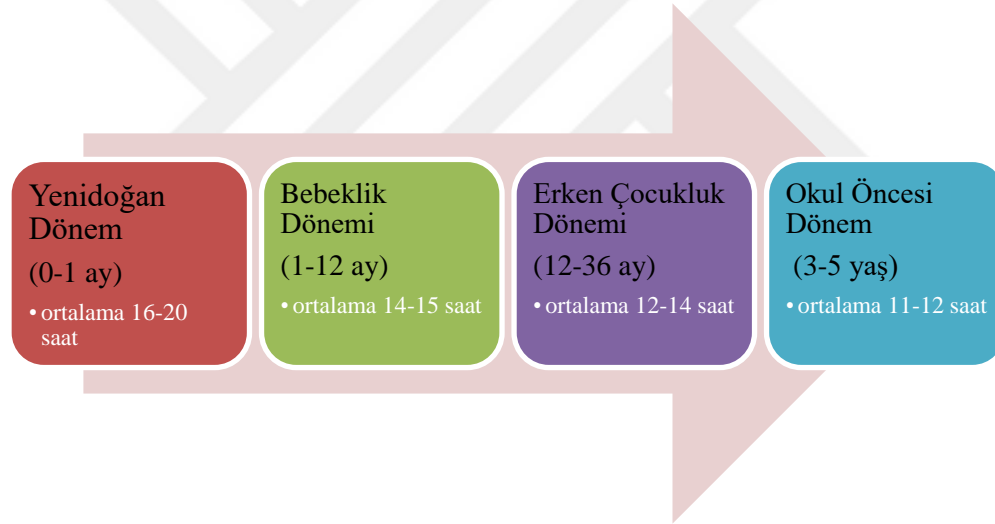 Yenidoğan
Dönem
(0-1 ay)
• ortalama 16-20
saat
Bebeklik
Dönemi
(1-12 ay)
• ortalama 14-15 saat
Erken Çocukluk
Dönemi
(12-36 ay)
• ortalama 12-14 saat
Okul Öncesi
Dönem
(3-5 yaş)
• ortalama 11-12 saat